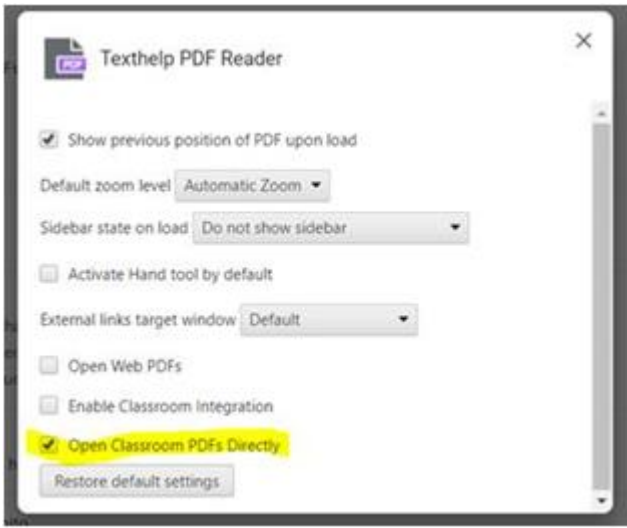 PDF
Texthelp PDF Reader
Show previous position of PDF upon load
Default zoom level Automatic Zoom
Sidebar state on load Do not show sidebar
Activate Hand tool by default
External links target window Default
Open Web PDFs
Enable Classroom Integration
Open Classroom PDFs Directly
Restore default settings